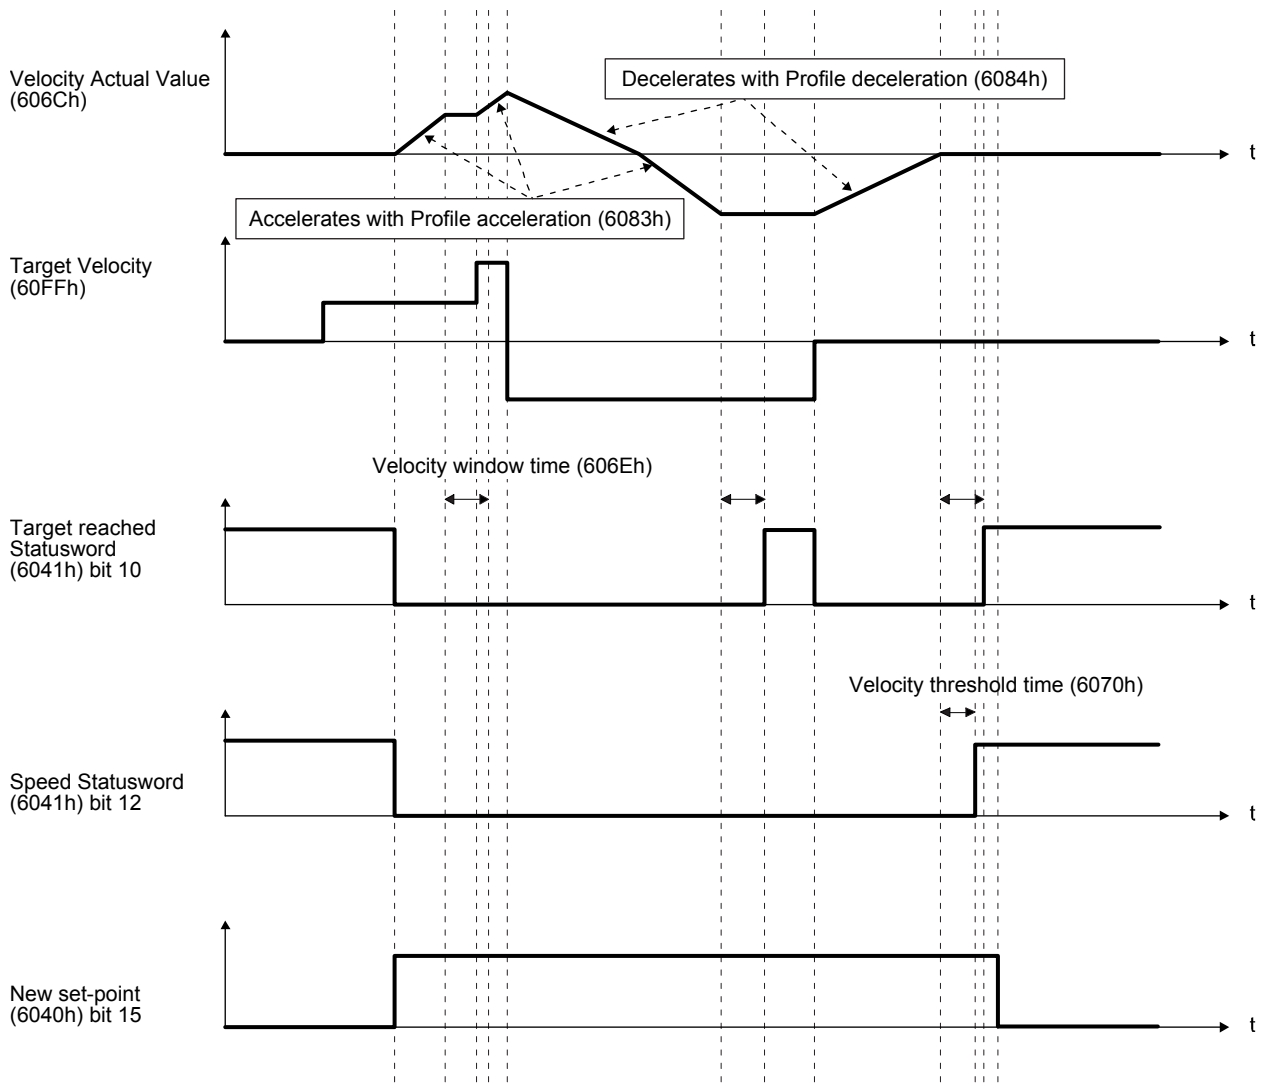 Velocity Actual Value
(606Ch)
Decelerates with Profile deceleration (6084h)
t
Accelerates with Profile acceleration (6083h)
Target Velocity
(60FFh)
t
Velocity window time (606Eh)
Target reached
Statusword
(6041h) bit 10
t
Velocity threshold time (6070h)
Speed Statusword
(6041h) bit 12
t
New set-point
(6040h) bit 15
t